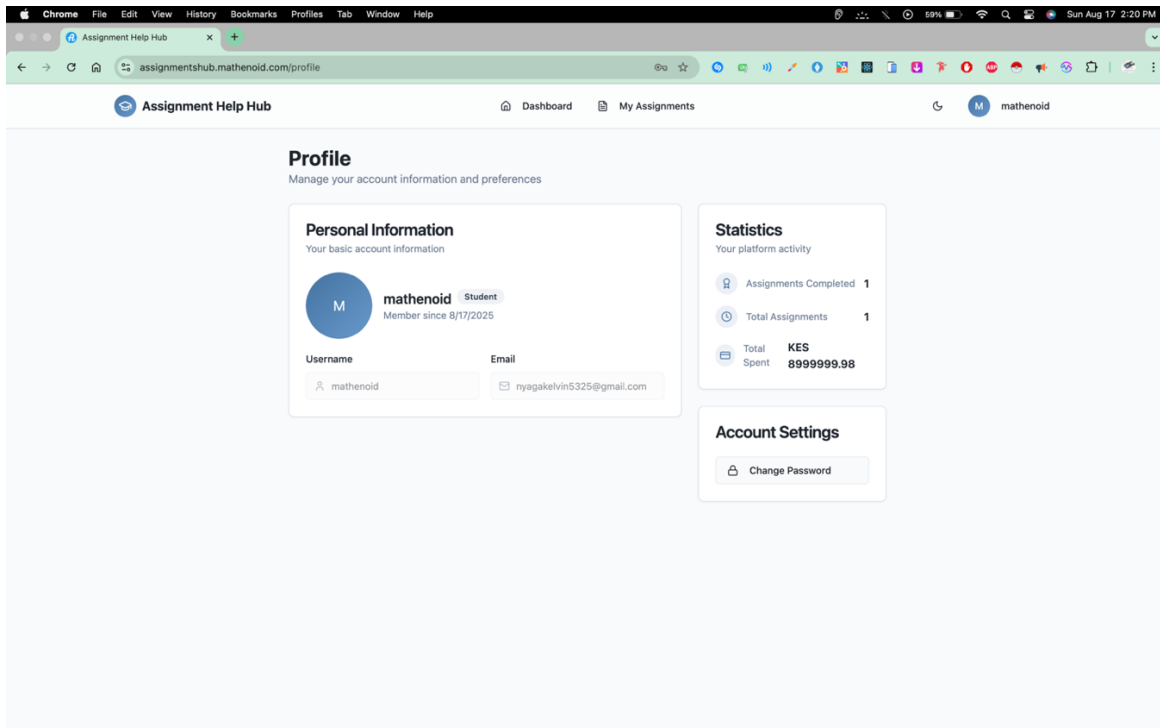 Chrome File Edit View History Bookmarks Profiles Tab Window Help 59% Sun Aug 17 2:20 PM
Assignment Help Hub
assignmentshub.mathenoid.com/profile
Assignment Help Hub Dashboard My Assignments M mathenoid
Profile
Manage your account information and preferences
Personal Information
Your basic account information
M
mathenoid Student
Member since 8/17/2025
Username Email
mathenoid nyagakelvin5325@gmail.com
Statistics
Your platform activity
Assignments Completed 1
Total Assignments 1
Total Spent KES 8999999.98
Account Settings
Change Password